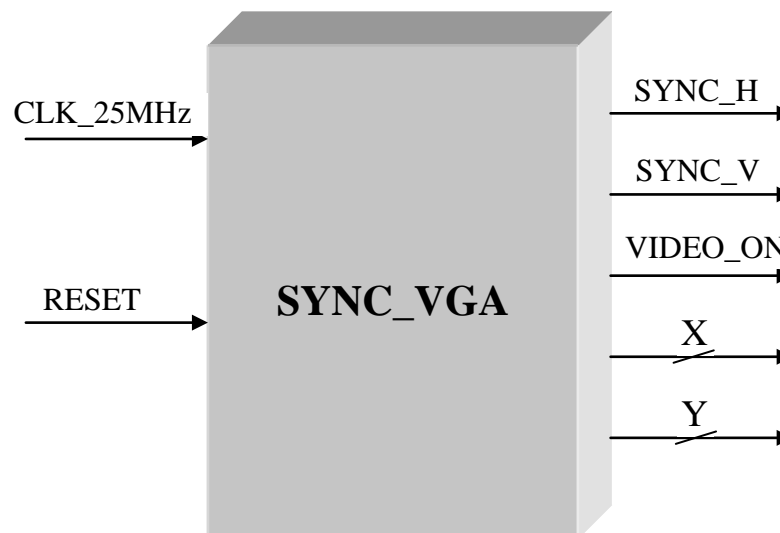 CLK_25MHz
RESET
SYNC_VGA
SYNC_H
SYNC_V
VIDEO_ON
X
Y